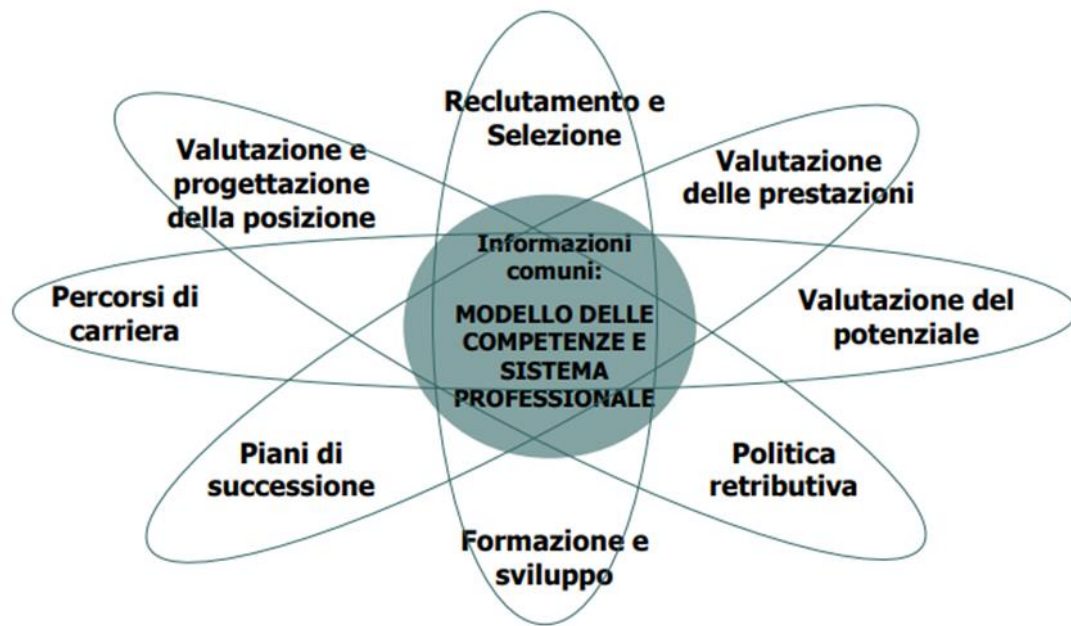 Reclutamento e
Selezione
Valutazione e
progettazione
della posizione
Valutazione
delle prestazioni
Informazioni
comuni:
MODELLO DELLE
COMPETENZE E
SISTEMA
PROFESSIONALE
Percorsi di
carriera
Valutazione del
potenziale
Piani di
successione
Politica
retributiva
Formazione e
sviluppo